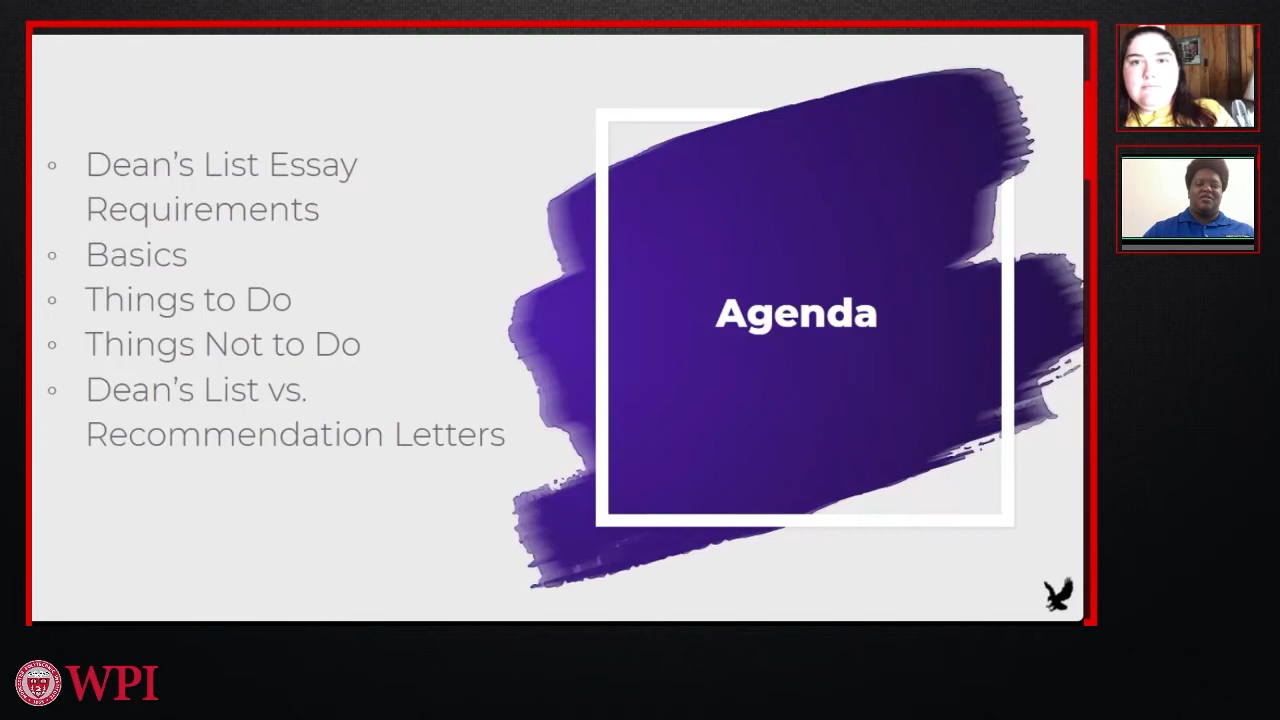 Dean's List Essay
Requirements
Basics
Things to Do
Things Not to Do
Dean's List vs.
Recommendation Letters
Agenda
WPI